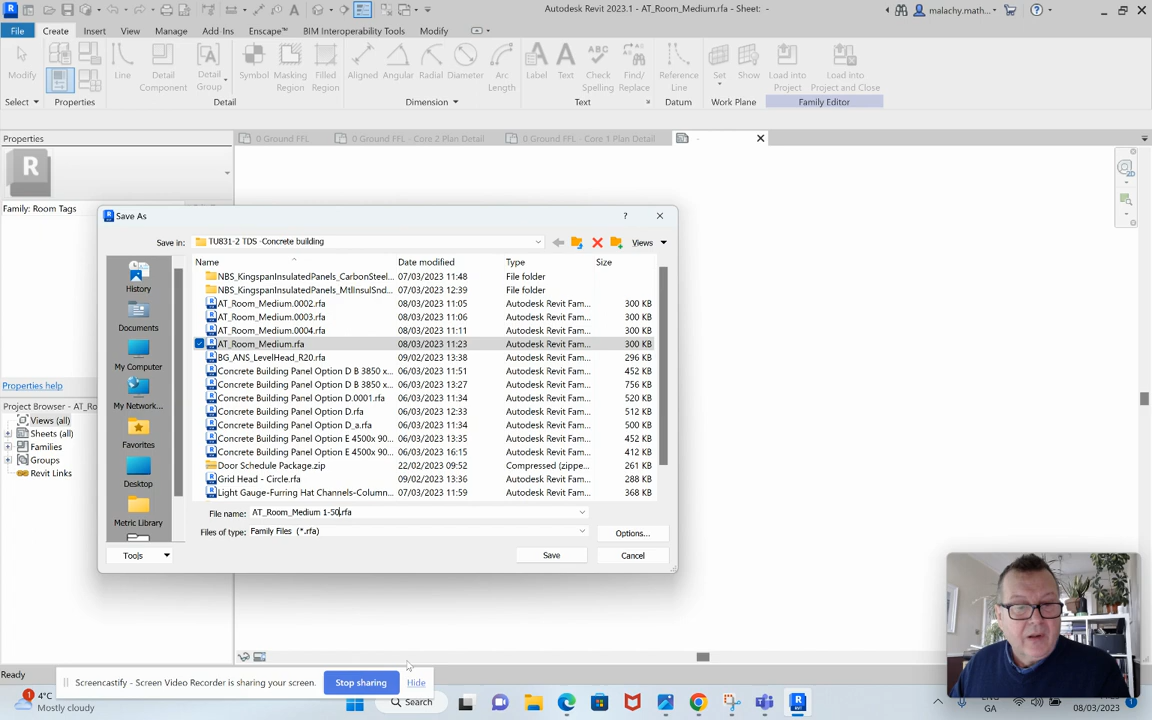 Autodesk Revit 2023.1 - AT_Room_Medium.rfa - Sheet: -
malachy.math...
File Create Insert View Manage Add-Ins Enscape™ BIM Interoperability Tools Modify
Modify Line Detail Component Detail Group Symbol Masking Region Filled Region Aligned Angular Radial Diameter Arc Length Label Text Check Spelling Find/ Replace Reference Line Set Show Load into Project Load into Project and Close
Select Properties Detail Dimension Text Datum Work Plane Family Editor
Properties
0 Ground FFL 0 Ground FFL - Core 2 Plan Detail 0 Ground FFL - Core 1 Plan Detail -
Family: Room Tags
Properties help
Project Browser - AT_Ro
Views (all)
Sheets (all)
Families
Groups
Revit Links
Save As
Save in: TU831-2 TDS -Concrete building
Views
Name Date modified Type Size
NBS_KingspanInsulatedPanels_CarbonSteel... 07/03/2023 11:48 File folder
NBS_KingspanInsulatedPanels_MtlInsulSnd... 07/03/2023 12:39 File folder
AT_Room_Medium.0002.rfa 08/03/2023 11:05 Autodesk Revit Fam... 300 KB
AT_Room_Medium.0003.rfa 08/03/2023 11:06 Autodesk Revit Fam... 300 KB
AT_Room_Medium.0004.rfa 08/03/2023 11:11 Autodesk Revit Fam... 300 KB
AT_Room_Medium.rfa 08/03/2023 11:23 Autodesk Revit Fam... 300 KB
BG_ANS_LevelHead_R20.rfa 09/02/2023 13:38 Autodesk Revit Fam... 296 KB
Concrete Building Panel Option D B 3850 x... 06/03/2023 11:51 Autodesk Revit Fam... 452 KB
Concrete Building Panel Option D B 3850 x... 06/03/2023 13:27 Autodesk Revit Fam... 756 KB
Concrete Building Panel Option D.0001.rfa 06/03/2023 11:34 Autodesk Revit Fam... 520 KB
Concrete Building Panel Option D.rfa 06/03/2023 12:33 Autodesk Revit Fam... 512 KB
Concrete Building Panel Option D_a.rfa 06/03/2023 11:34 Autodesk Revit Fam... 500 KB
Concrete Building Panel Option E 4500x 90... 06/03/2023 13:35 Autodesk Revit Fam... 452 KB
Concrete Building Panel Option E 4500x 90... 06/03/2023 16:15 Autodesk Revit Fam... 412 KB
Door Schedule Package.zip 22/02/2023 09:52 Compressed (zippe... 261 KB
Grid Head - Circle.rfa 09/02/2023 13:36 Autodesk Revit Fam... 288 KB
Light Gauge-Furring Hat Channels-Column... 07/03/2023 11:59 Autodesk Revit Fam... 368 KB
History
Documents
My Computer
My Network...
Favorites
Desktop
Metric Library
File name: AT_Room_Medium 1-50.rfa
Files of type: Family Files (*.rfa)
Options...
Tools
Save Cancel
Ready
Screencastify - Screen Video Recorder is sharing your screen. Stop sharing Hide
4°C
Mostly cloudy
Search
GA
08/03/2023